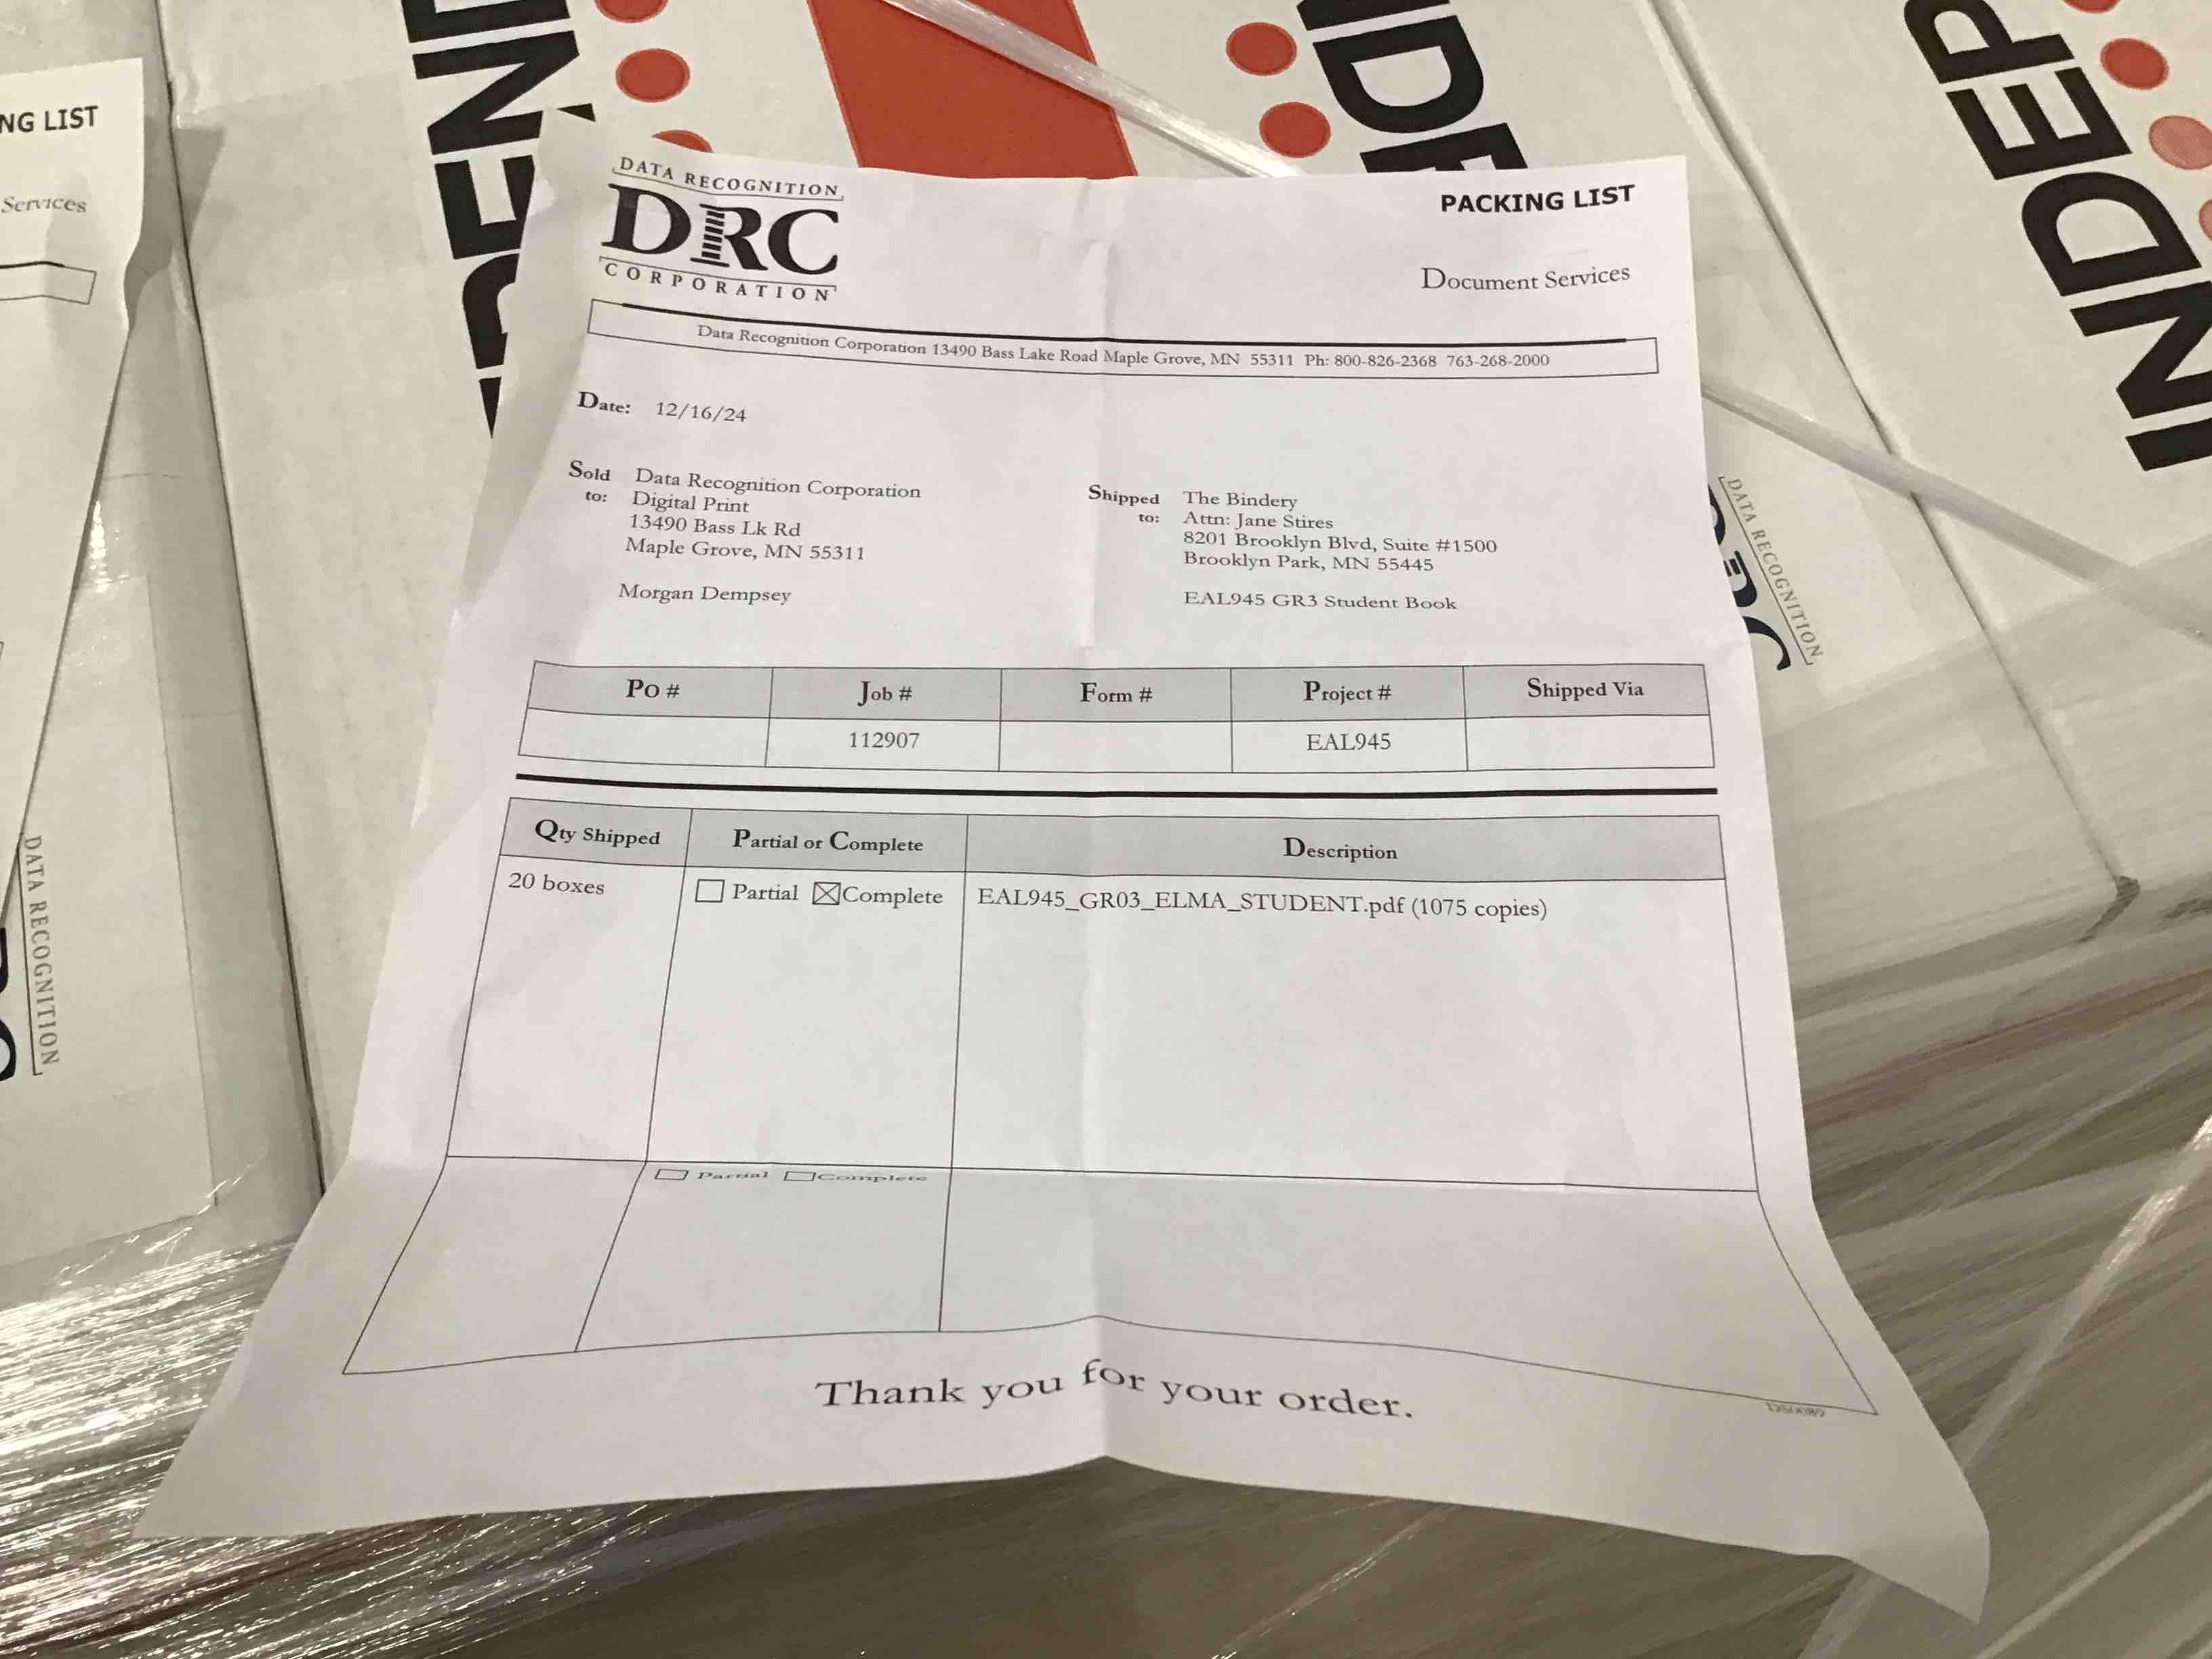 NG LIST
Services
DATA RECOGNITION
INDEP
DATA RECOGNITION
DRC
CORPORATION
PACKING LIST
Document Services
Data Recognition Corporation 13490 Bass Lake Road Maple Grove, MN 55311 Ph: 800-826-2368 763-268-2000
Date: 12/16/24
Sold to: Data Recognition Corporation
Digital Print
13490 Bass Lk Rd
Maple Grove, MN 55311
Morgan Dempsey
Shipped to: The Bindery
Attn: Jane Stires
8201 Brooklyn Blvd, Suite #1500
Brooklyn Park, MN 55445
EAL945 GR3 Student Book
PO # Job # Form # Project # Shipped Via
112907 EAL945
Qty Shipped Partial or Complete Description
20 boxes Partial Complete EAL945_GR03_ELMA_STUDENT.pdf (1075 copies)
Partial Complete
Thank you for your order.
DATA RECOGNITION